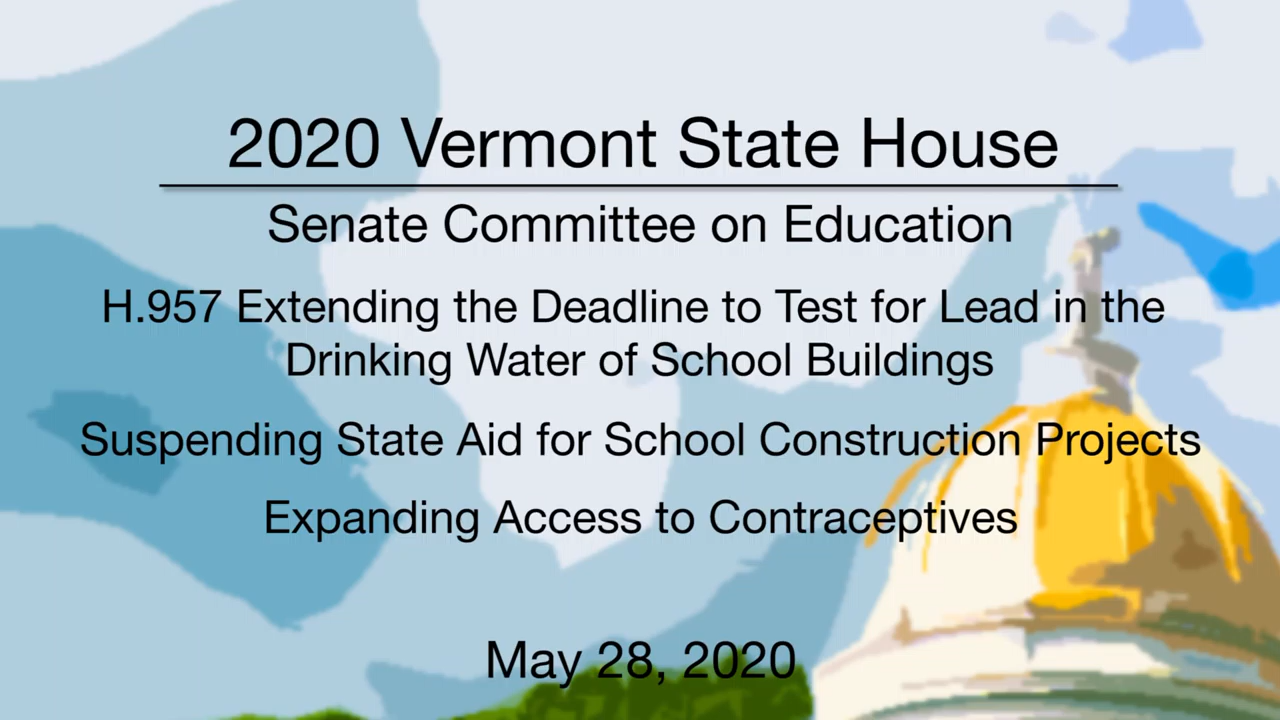 2020 Vermont State House
Senate Committee on Education
H.957 Extending the Deadline to Test for Lead in the
Drinking Water of School Buildings
Suspending State Aid for School Construction Projects
Expanding Access to Contraceptives
May 28, 2020